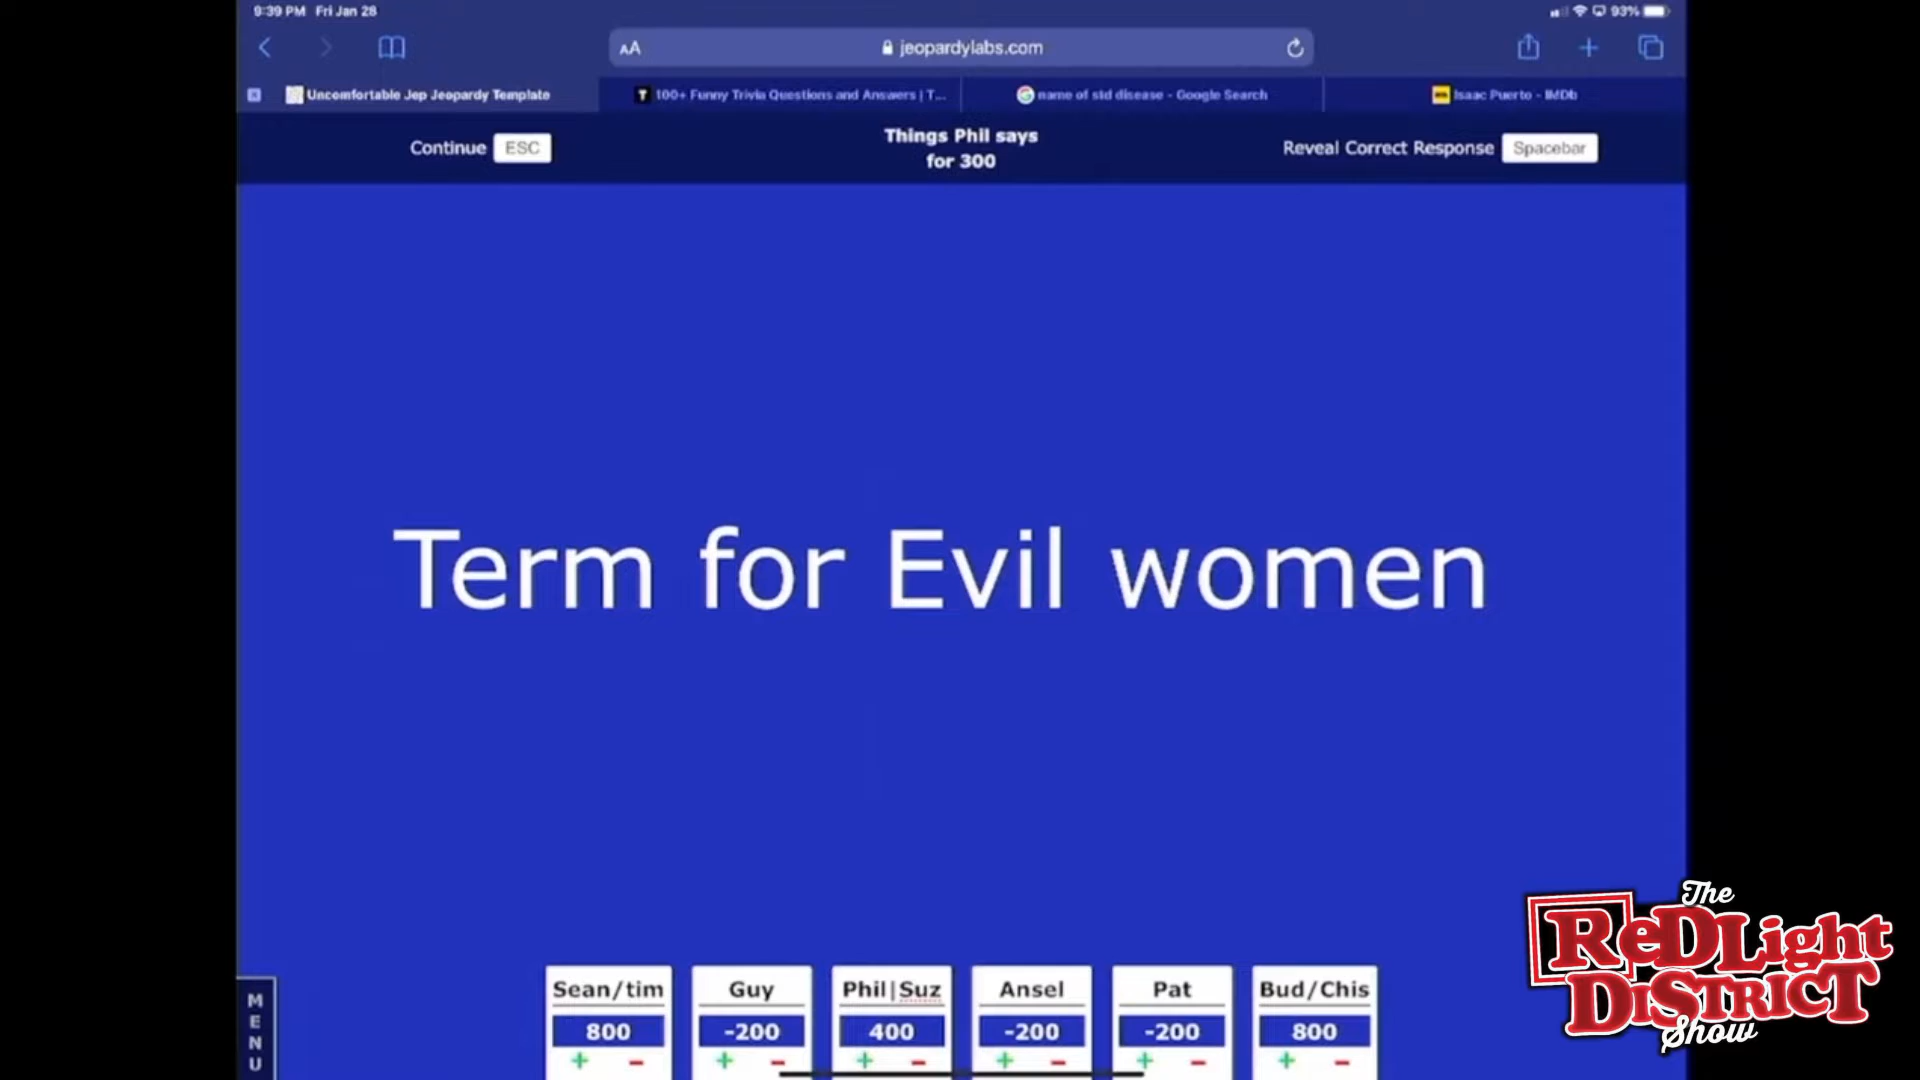 9:39 PM Fri Jan 28
93%
AA
jeopardylabs.com
Uncomfortable Jep Jeopardy Template
100+ Funny Trivia Questions and Answers | T...
name of std disease - Google Search
Isaac Puerto - IMDb
Continue ESC
Things Phil says
for 300
Reveal Correct Response Spacebar
Term for Evil women
MENU
Sean/tim
800
+ -
Guy
-200
+ -
Phil|Suz
400
+ -
Ansel
-200
+ -
Pat
-200
+ -
Bud/Chis
800
+ -
The
ReDLight
DiSTRiCT
Show